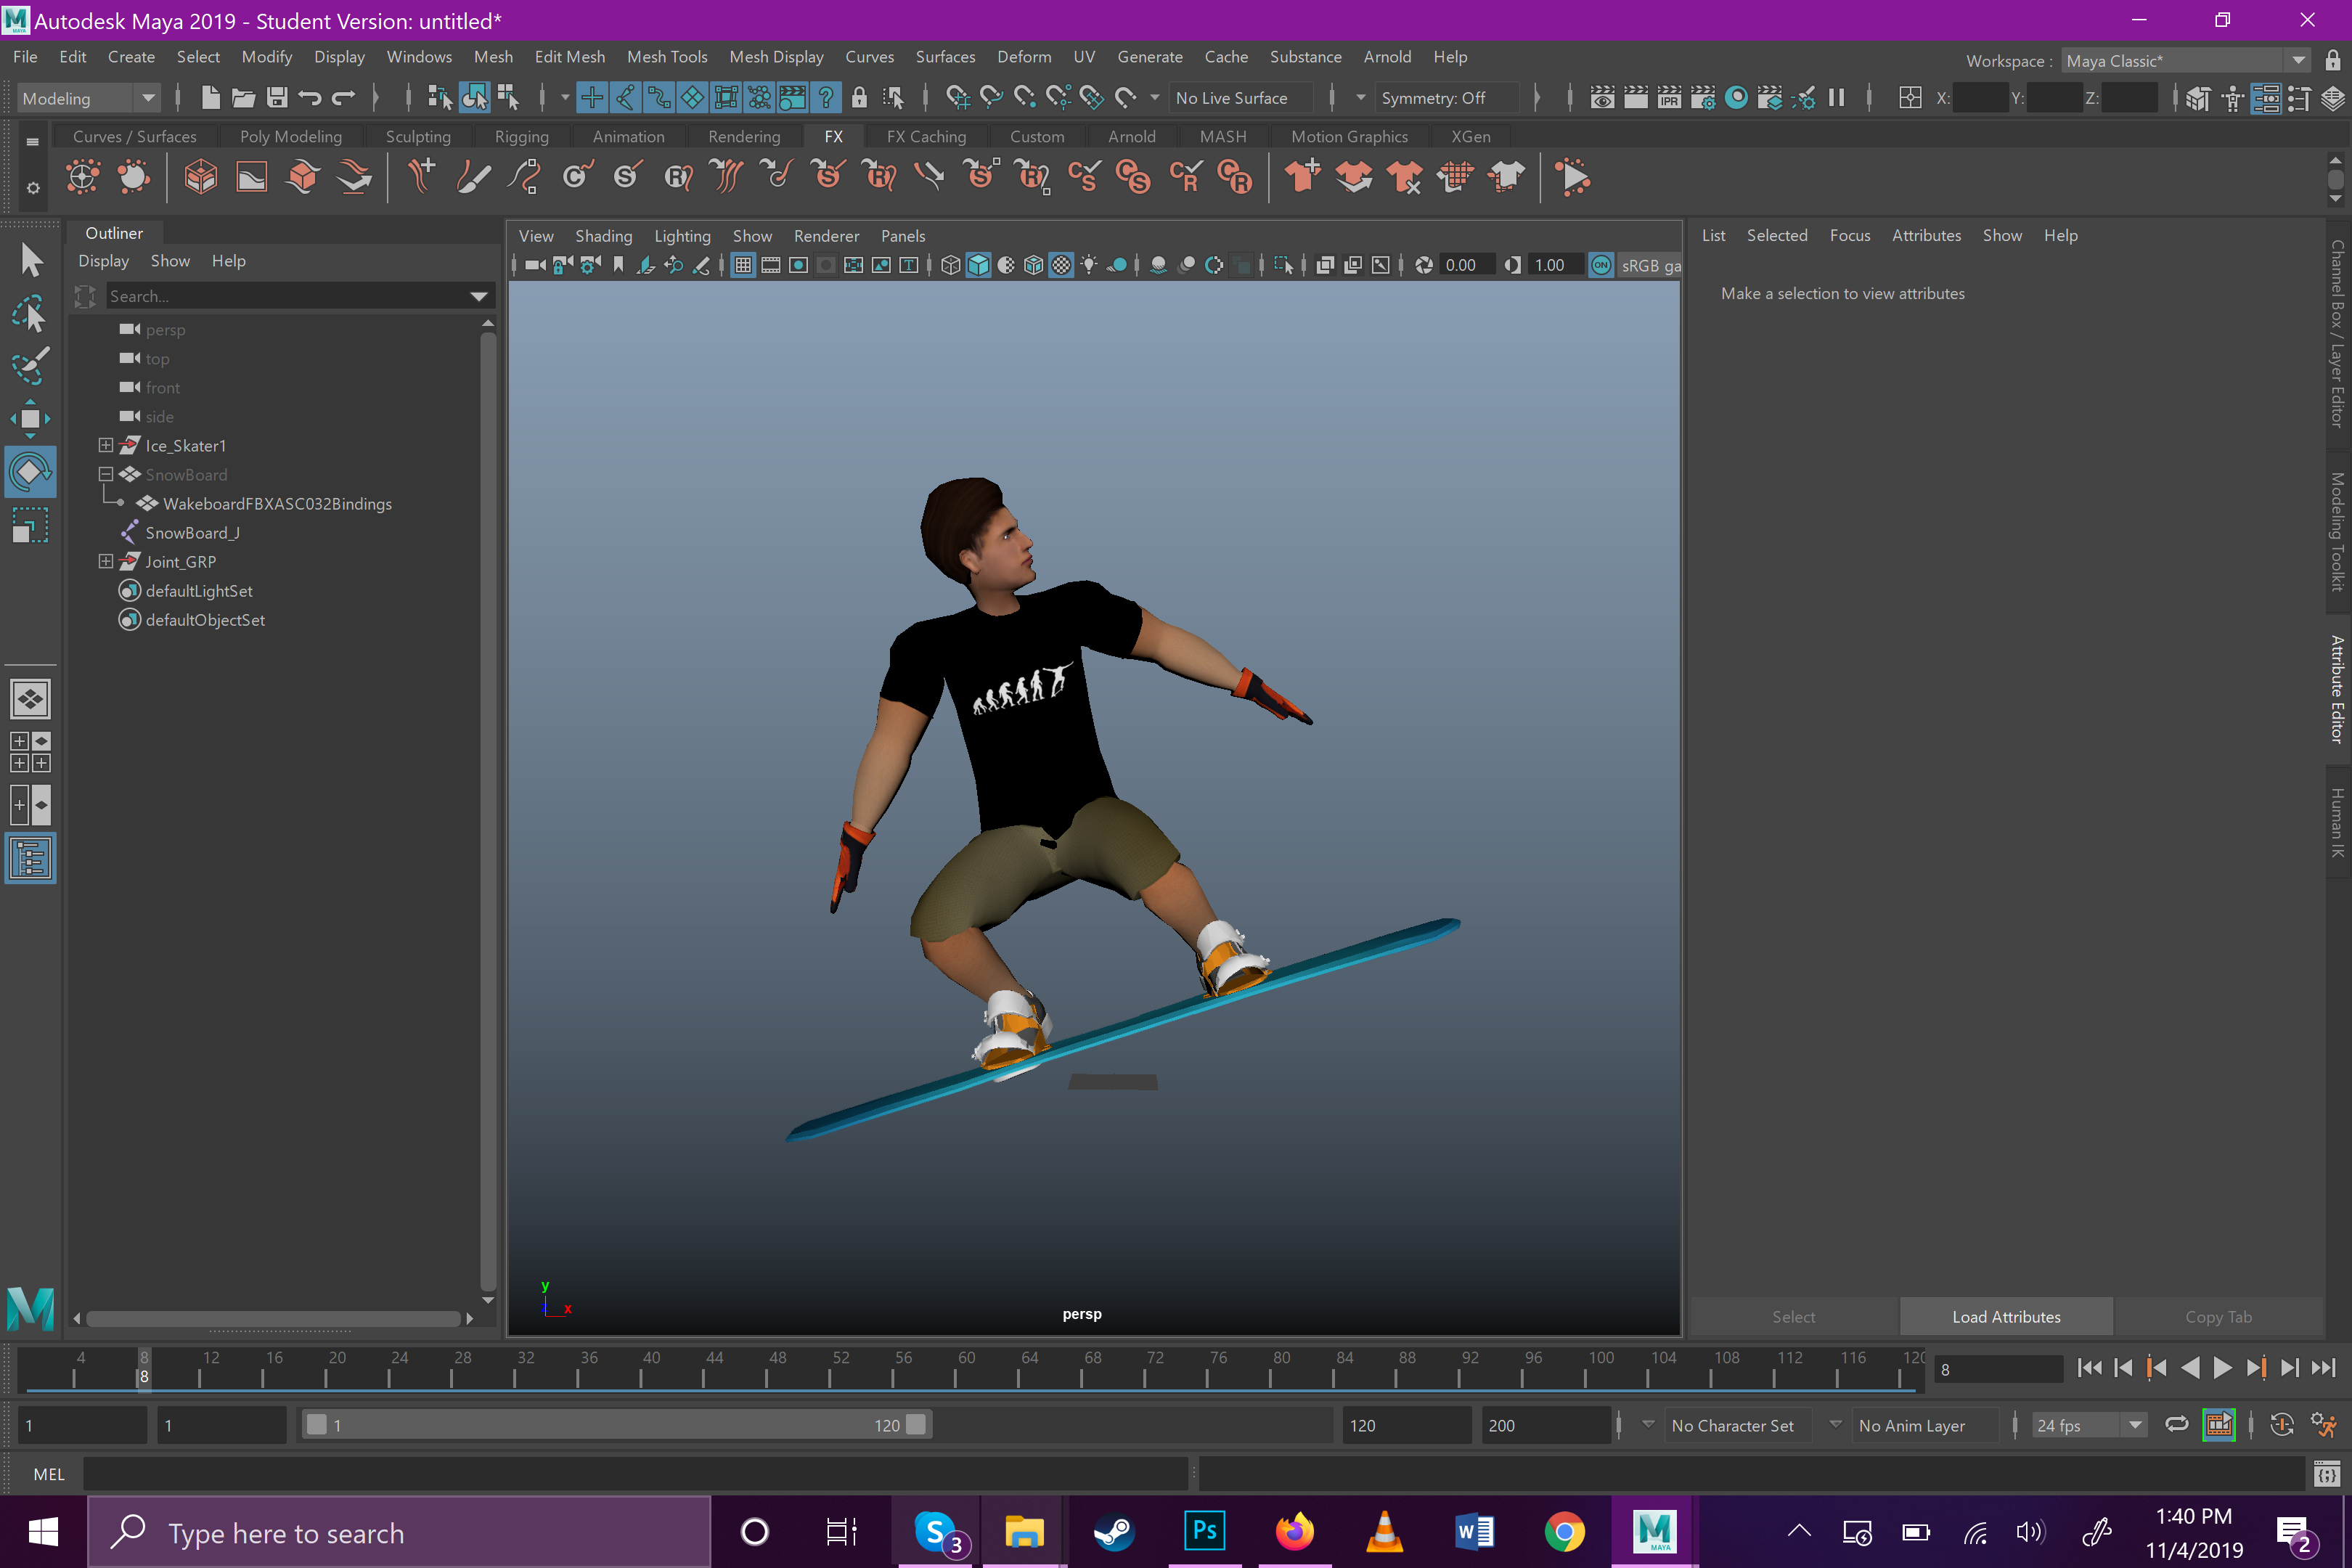 Autodesk Maya 2019 - Student Version: untitled*
File Edit Create Select Modify Display Windows Mesh Edit Mesh Mesh Tools Mesh Display Curves Surfaces Deform UV Generate Cache Substance Arnold Help
Workspace : Maya Classic*
Modeling No Live Surface Symmetry: Off IPR X: Y: Z:
Curves / Surfaces Poly Modeling Sculpting Rigging Animation Rendering FX FX Caching Custom Arnold MASH Motion Graphics XGen
Outliner
Display Show Help
Search...
persp
top
front
side
Ice_Skater1
SnowBoard
WakeboardFBXASC032Bindings
SnowBoard_J
Joint_GRP
defaultLightSet
defaultObjectSet
View Shading Lighting Show Renderer Panels
0.00 1.00 ON sRGB ga
y
x
persp
List Selected Focus Attributes Show Help
Make a selection to view attributes
Channel Box / Layer Editor
Modeling Toolkit
Attribute Editor
Human IK
Select Load Attributes Copy Tab
4 8 12 16 20 24 28 32 36 40 44 48 52 56 60 64 68 72 76 80 84 88 92 96 100 104 108 112 116 120
8
8
1 1 1 120 120 200 No Character Set No Anim Layer 24 fps
MEL
Type here to search
S 3 Ps W M MAYA
1:40 PM
11/4/2019
2